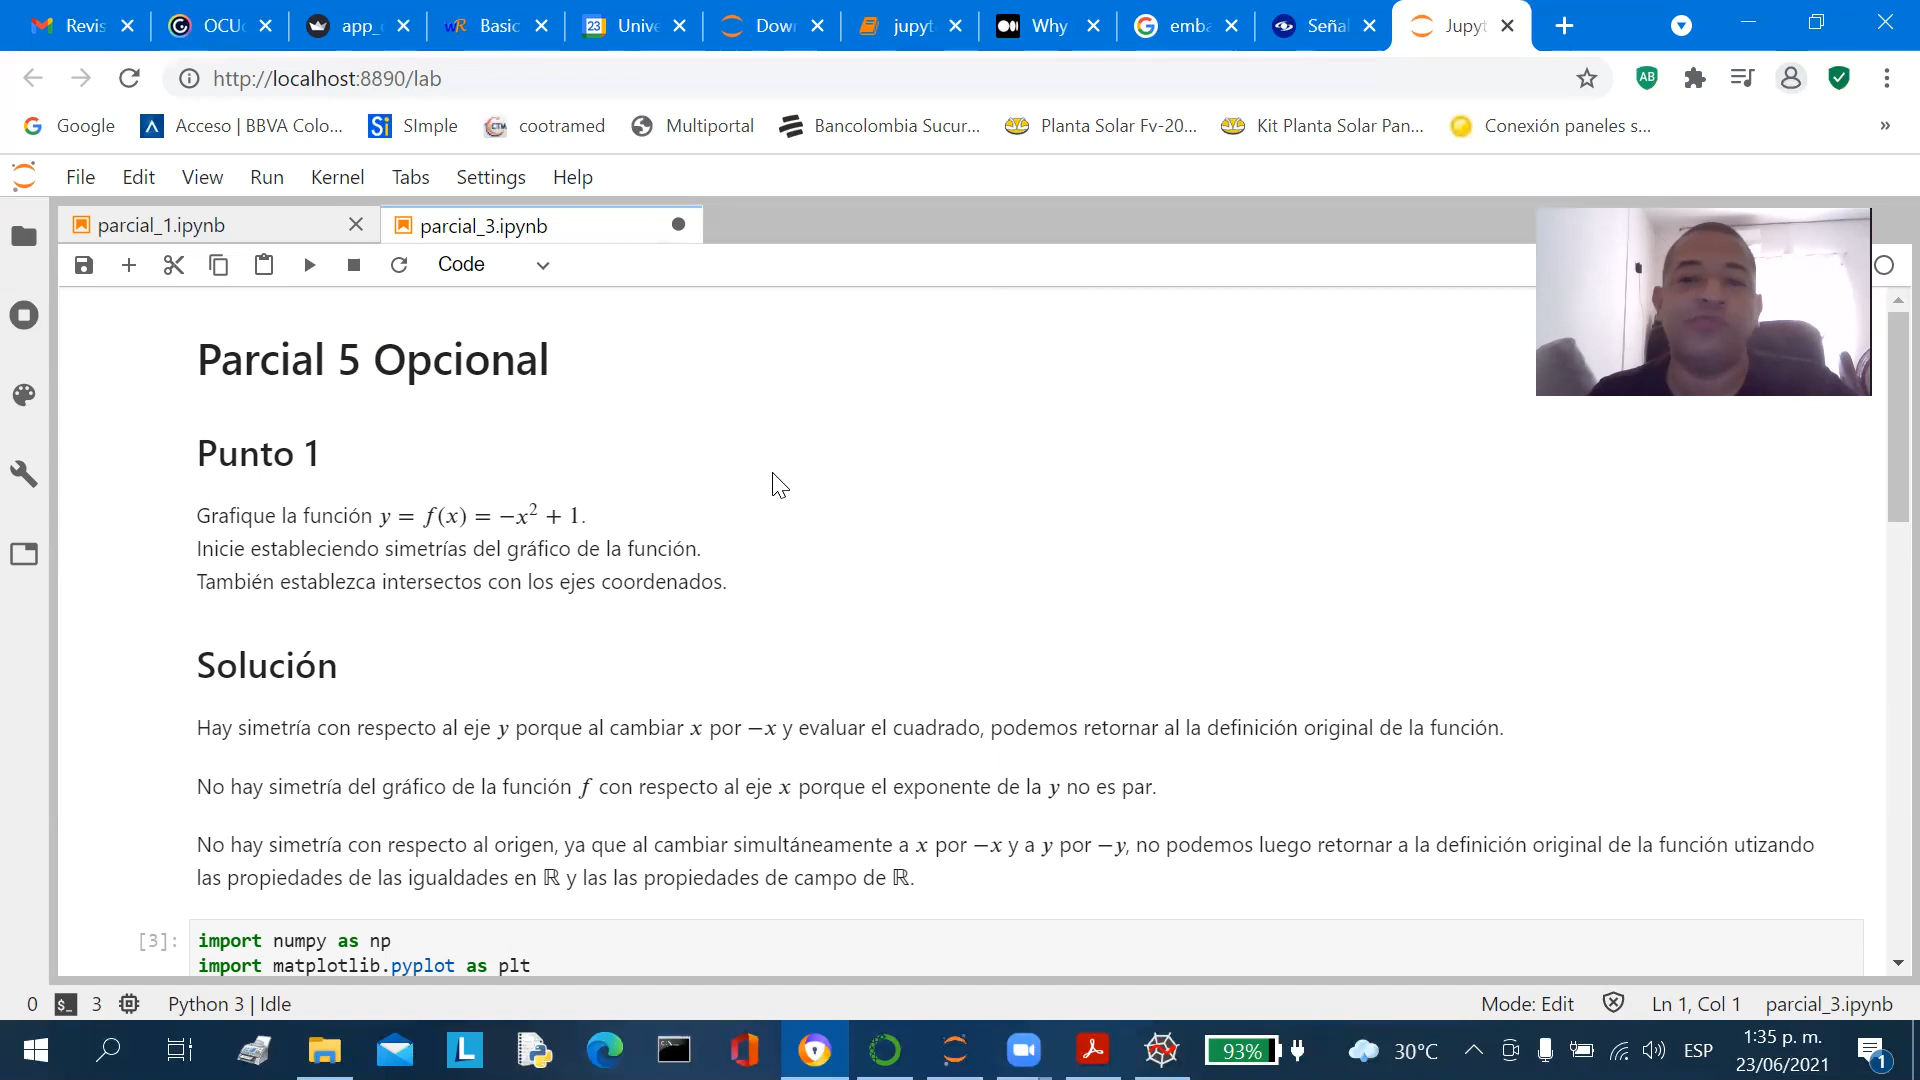 Revis
OCU
app_
wR Basic
23 Unive
Down
jupyt
Why
emba
Señal
Jupyt
http://localhost:8890/lab
AB
Google
Acceso | BBVA Colo...
Si SImple
CTM cootramed
Multiportal
Bancolombia Sucur...
Planta Solar Fv-20...
Kit Planta Solar Pan...
Conexión paneles s...
»
File Edit View Run Kernel Tabs Settings Help
parcial_1.ipynb
parcial_3.ipynb
Code
Parcial 5 Opcional
Punto 1
Grafique la función y = f(x) = −x² + 1.
Inicie estableciendo simetrías del gráfico de la función.
También establezca intersectos con los ejes coordenados.
Solución
Hay simetría con respecto al eje y porque al cambiar x por −x y evaluar el cuadrado, podemos retornar al la definición original de la función.
No hay simetría del gráfico de la función f con respecto al eje x porque el exponente de la y no es par.
No hay simetría con respecto al origen, ya que al cambiar simultáneamente a x por −x y a y por −y, no podemos luego retornar a la definición original de la función utizando
las propiedades de las igualdades en ℝ y las las propiedades de campo de ℝ.
[3]: import numpy as np
import matplotlib.pyplot as plt
0 $_ 3 Python 3 | Idle
Mode: Edit Ln 1, Col 1 parcial_3.ipynb
L
93%
30°C
ESP
1:35 p. m.
23/06/2021
1